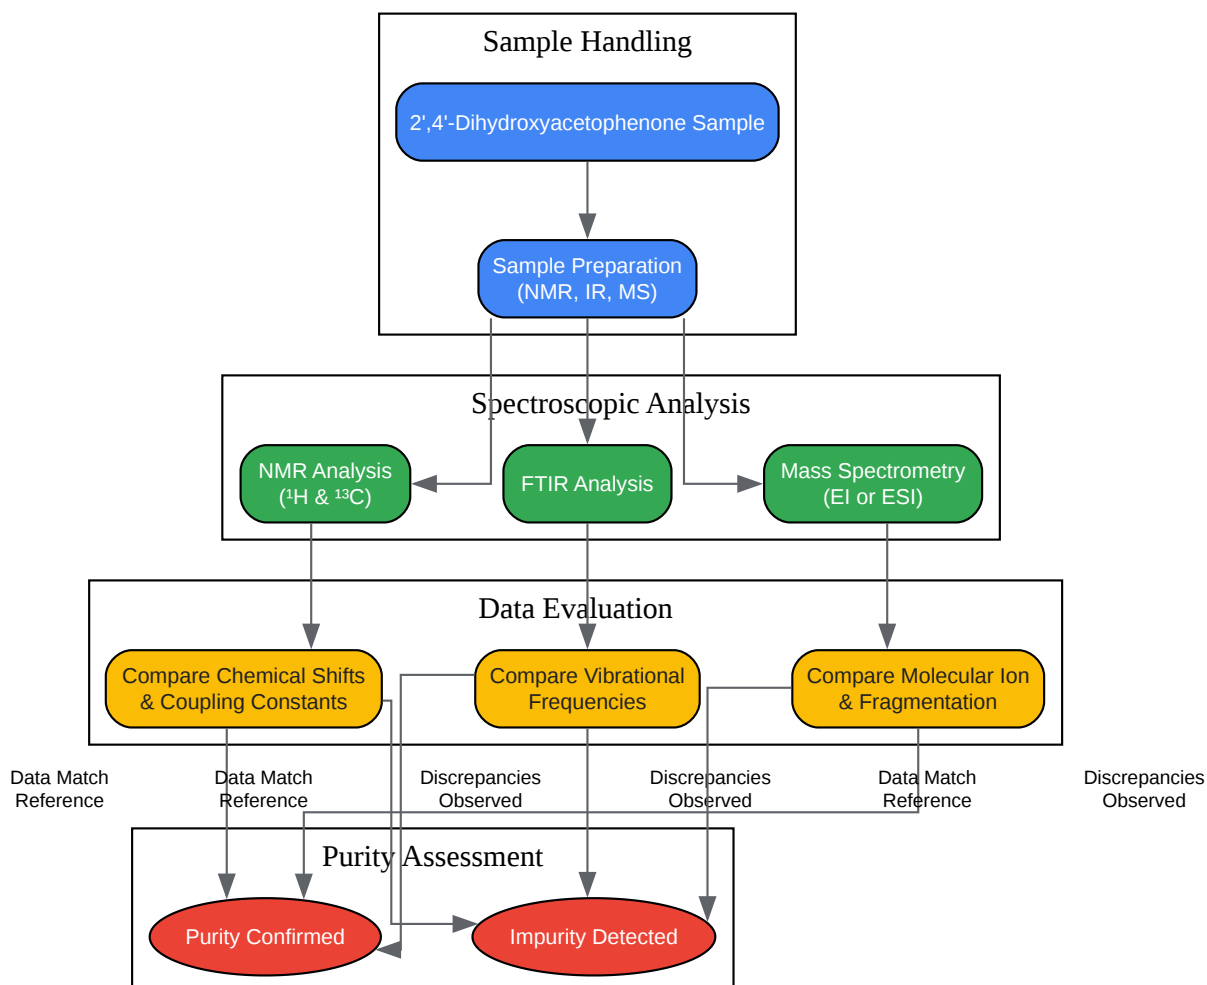 Sample Handling
2',4'-Dihydroxyacetophenone Sample
Sample Preparation
(NMR, IR, MS)
Spectroscopic Analysis
NMR Analysis
(¹H & ¹³C)
FTIR Analysis
Mass Spectrometry
(EI or ESI)
Data Evaluation
Compare Chemical Shifts
& Coupling Constants
Compare Vibrational
Frequencies
Compare Molecular Ion
& Fragmentation
Data Match
Reference
Data Match
Reference
Discrepancies
Observed
Discrepancies
Observed
Data Match
Reference
Discrepancies
Observed
Purity Assessment
Purity Confirmed
Impurity Detected